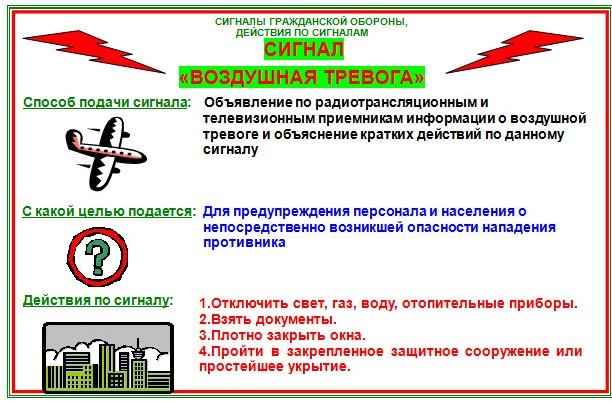 СИГНАЛЫ ГРАЖДАНСКОЙ ОБОРОНЫ,
ДЕЙСТВИЯ ПО СИГНАЛАМ
СИГНАЛ
«ВОЗДУШНАЯ ТРЕВОГА»
Способ подачи сигнала: Объявление по радиотрансляционным и
телевизионным приемникам информации о воздушной
тревоге и объяснение кратких действий по данному
сигналу
С какой целью подается: Для предупреждения персонала и населения о
непосредственно возникшей опасности нападения
противника
?
Действия по сигналу: 1.Отключить свет, газ, воду, отопительные приборы.
2.Взять документы.
3.Плотно закрыть окна.
4.Пройти в закрепленное защитное сооружение или
простейшее укрытие.